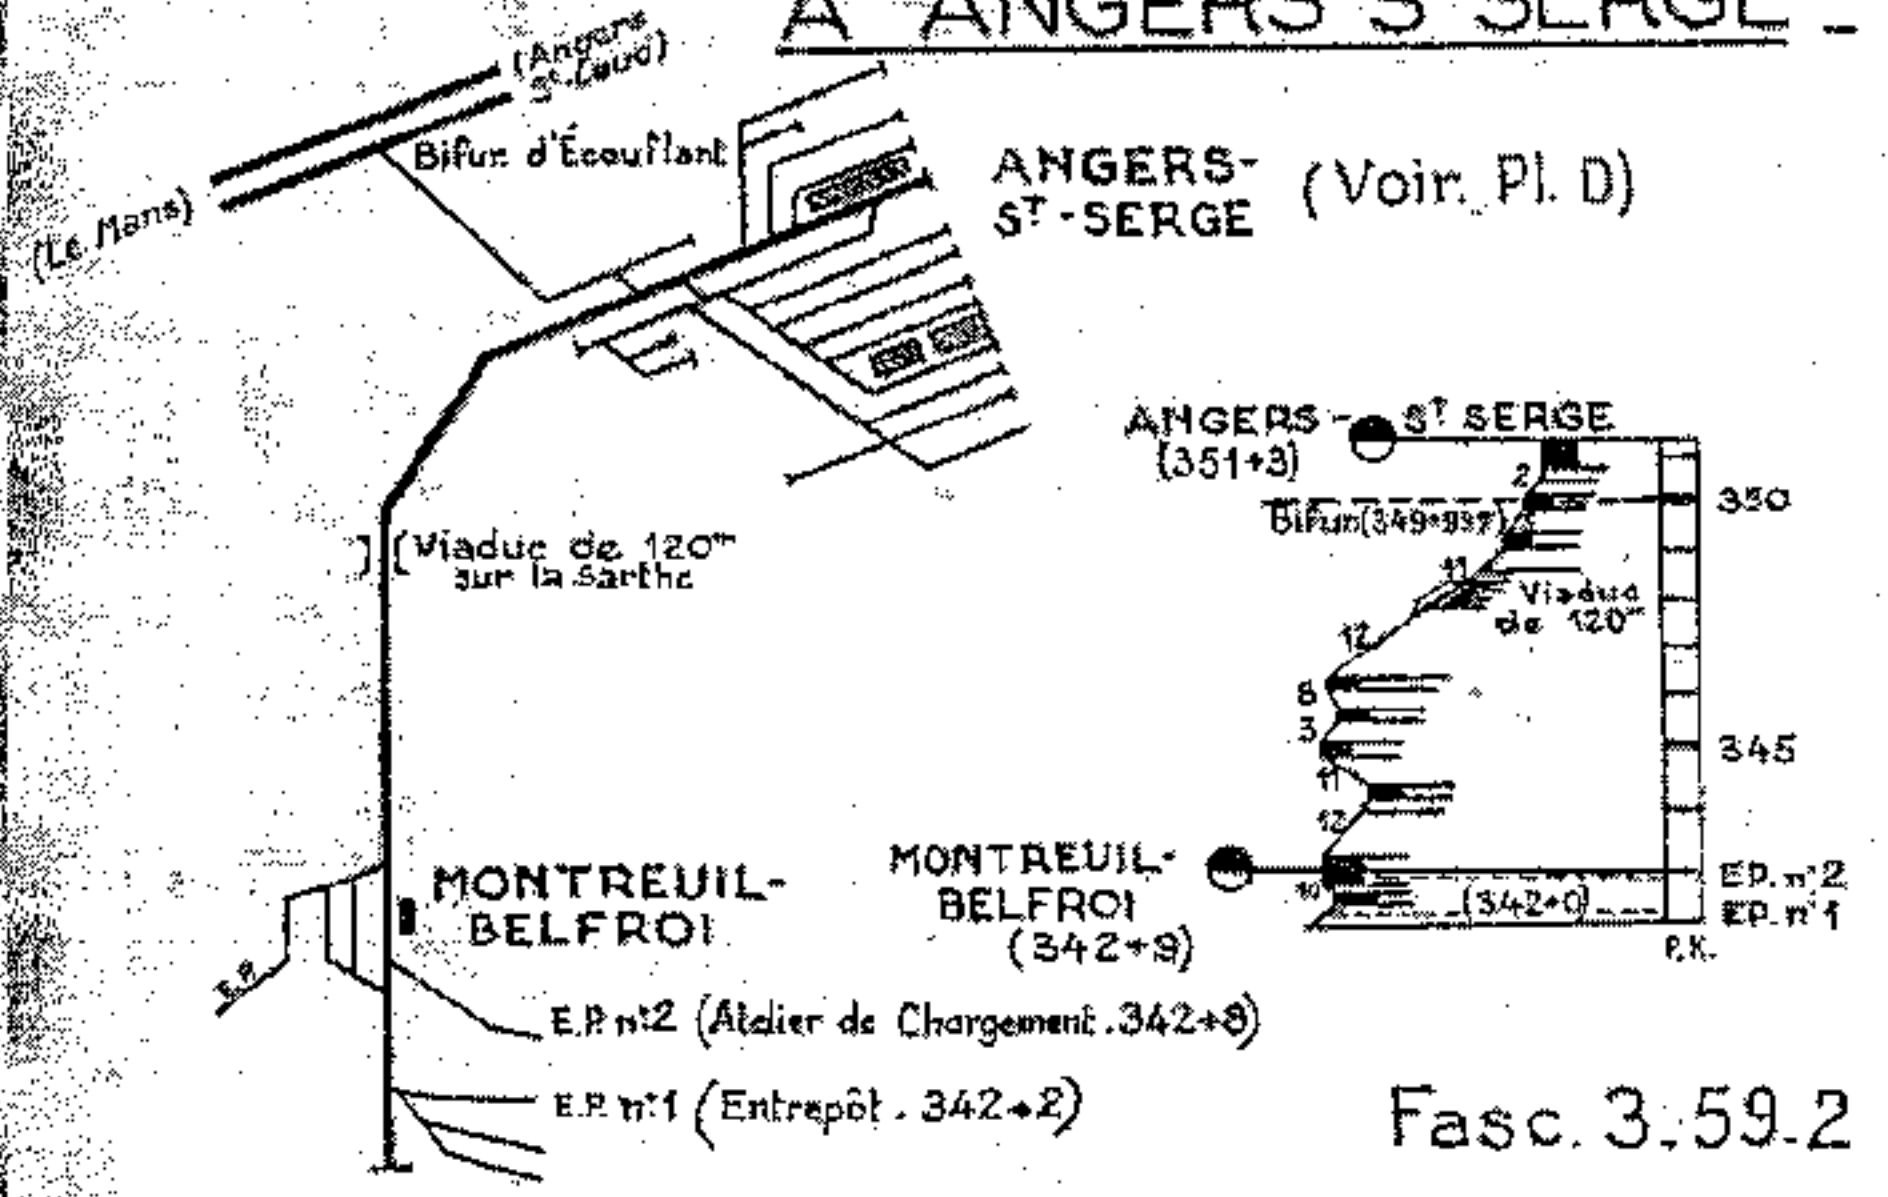 A ANGERS ST SERGE -
(Angers
St-Laud)
(Le Mans)
Bifur d'Écouflant
ANGERS-
ST-SERGE
(Voir. Pl. D)
ANGERS - ST SERGE
(351+3)
2
350
Bifur(349+937)
11
Viaduc
de 120m
12
8
3
345
11
12
](Viaduc de 120m
sur la Sarthe
MONTREUIL-
BELFROI
E.P.
MONTREUIL-
BELFROI
(342+9)
10
(342+0)
E.P. n°2
E.P. n°1
P.K.
E.P. n°2 (Atelier de Chargement.342+8)
E.P. n°1 (Entrepôt. 342+2)
Fasc. 3.59.2